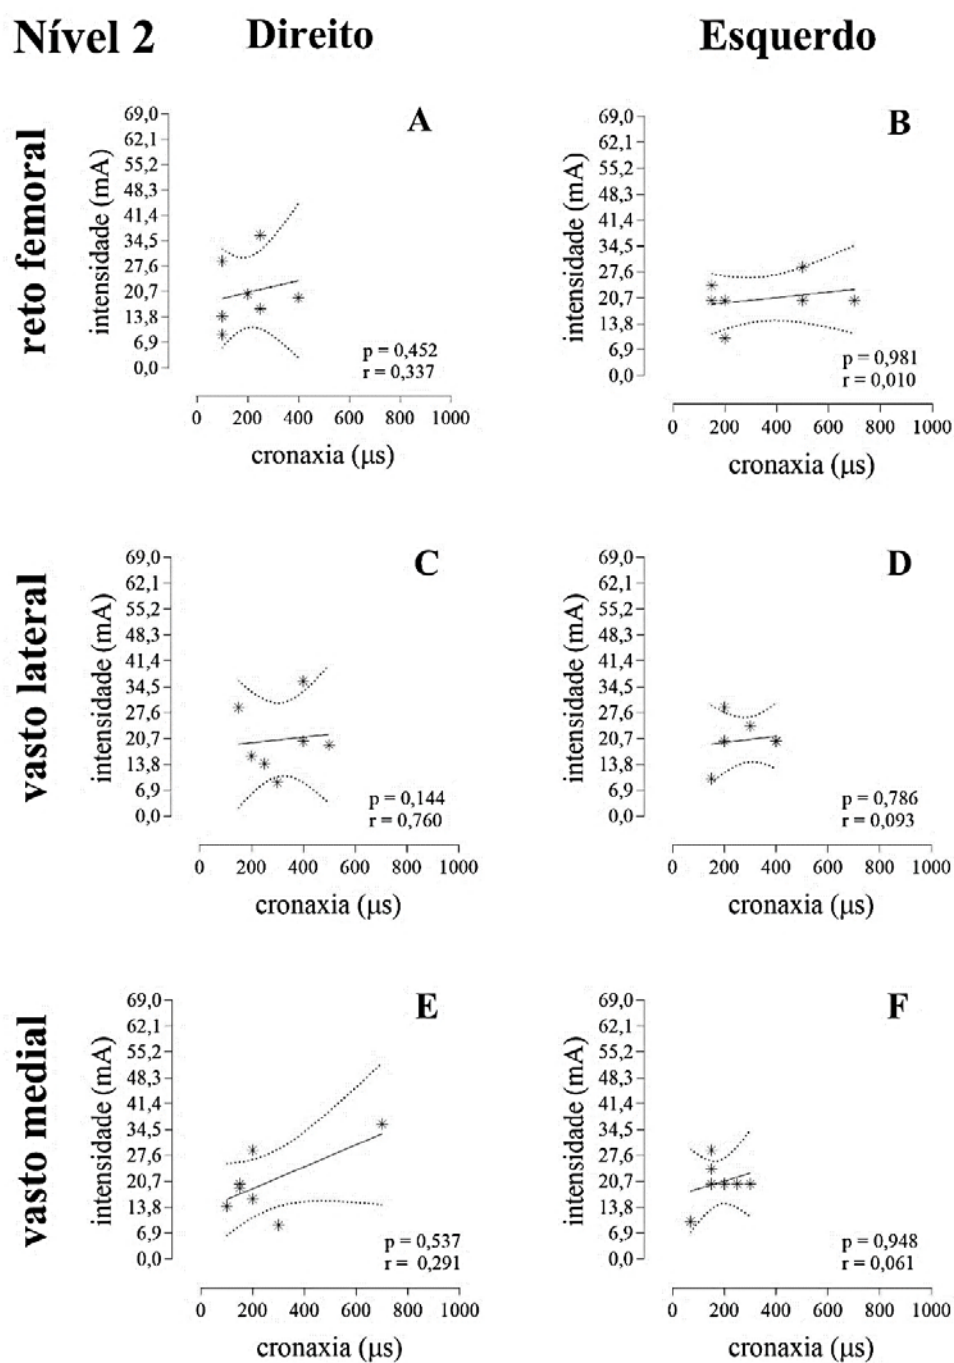 Nível 2 Direito Esquerdo
reto femoral
A
intensidade (mA)
69,0
62,1
55,2
48,3
41,4
34,5
27,6
20,7
13,8
6,9
0,0
p = 0,452
r = 0,337
0 200 400 600 800 1000
cronaxia (µs)
B
intensidade (mA)
69,0
62,1
55,2
48,3
41,4
34,5
27,6
20,7
13,8
6,9
0,0
p = 0,981
r = 0,010
0 200 400 600 800 1000
cronaxia (µs)
vasto lateral
C
intensidade (mA)
69,0
62,1
55,2
48,3
41,4
34,5
27,6
20,7
13,8
6,9
0,0
p = 0,144
r = 0,760
0 200 400 600 800 1000
cronaxia (µs)
D
intensidade (mA)
69,0
62,1
55,2
48,3
41,4
34,5
27,6
20,7
13,8
6,9
0,0
p = 0,786
r = 0,093
0 200 400 600 800 1000
cronaxia (µs)
vasto medial
E
intensidade (mA)
69,0
62,1
55,2
48,3
41,4
34,5
27,6
20,7
13,8
6,9
0,0
p = 0,537
r = 0,291
0 200 400 600 800 1000
cronaxia (µs)
F
intensidade (mA)
69,0
62,1
55,2
48,3
41,4
34,5
27,6
20,7
13,8
6,9
0,0
p = 0,948
r = 0,061
0 200 400 600 800 1000
cronaxia (µs)